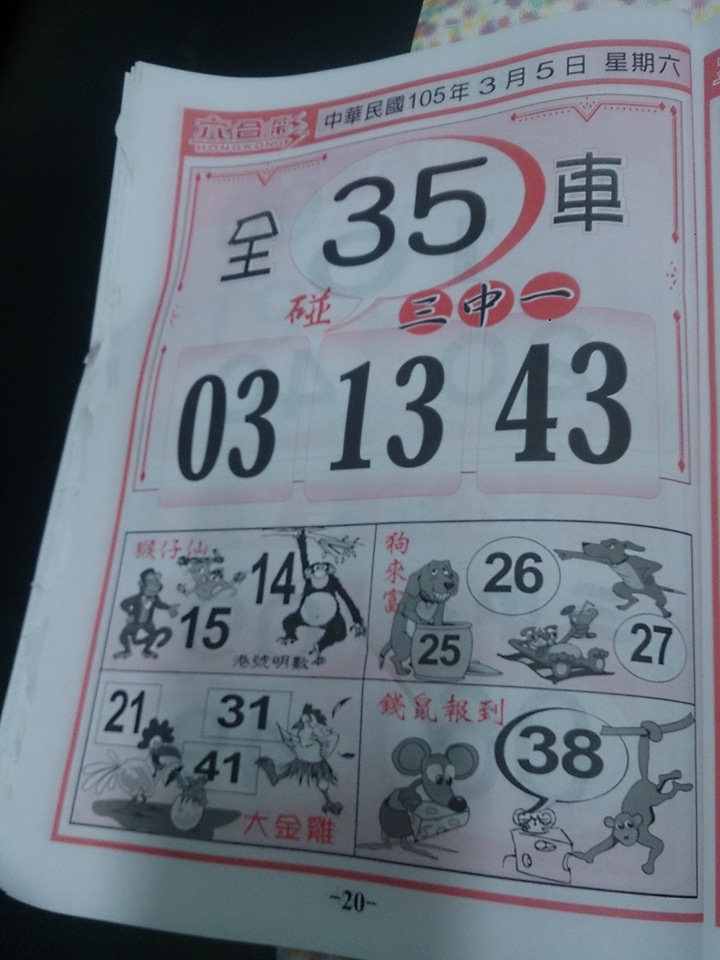 六合彩
HONGKONG
中華民國105年3月5日 星期六
全 35 車
碰 三中一
03 13 43
猴仔仙
14
15
港號明數
狗來富
26
25
27
21 31
41
大金雞
錢鼠報到
38
-20-